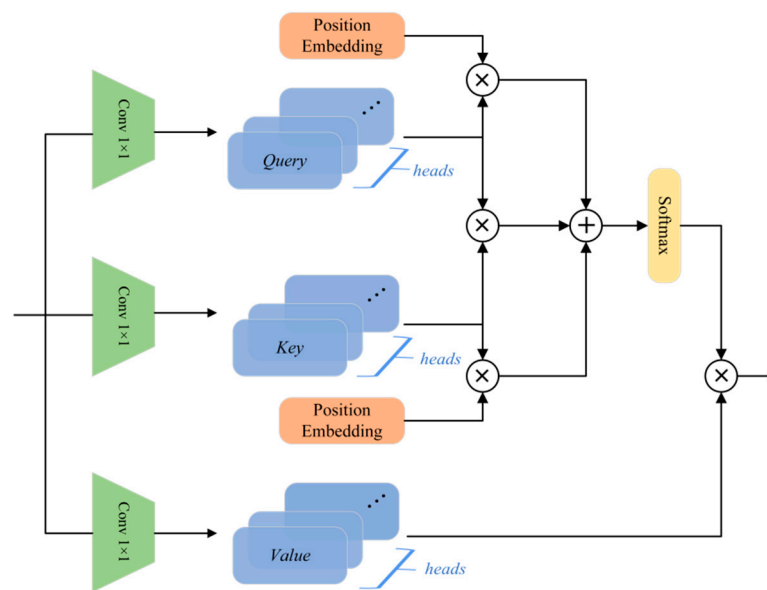 Position
Embedding
Conv 1×1
Query
heads
Softmax
Conv 1×1
Key
heads
Position
Embedding
Conv 1×1
Value
heads